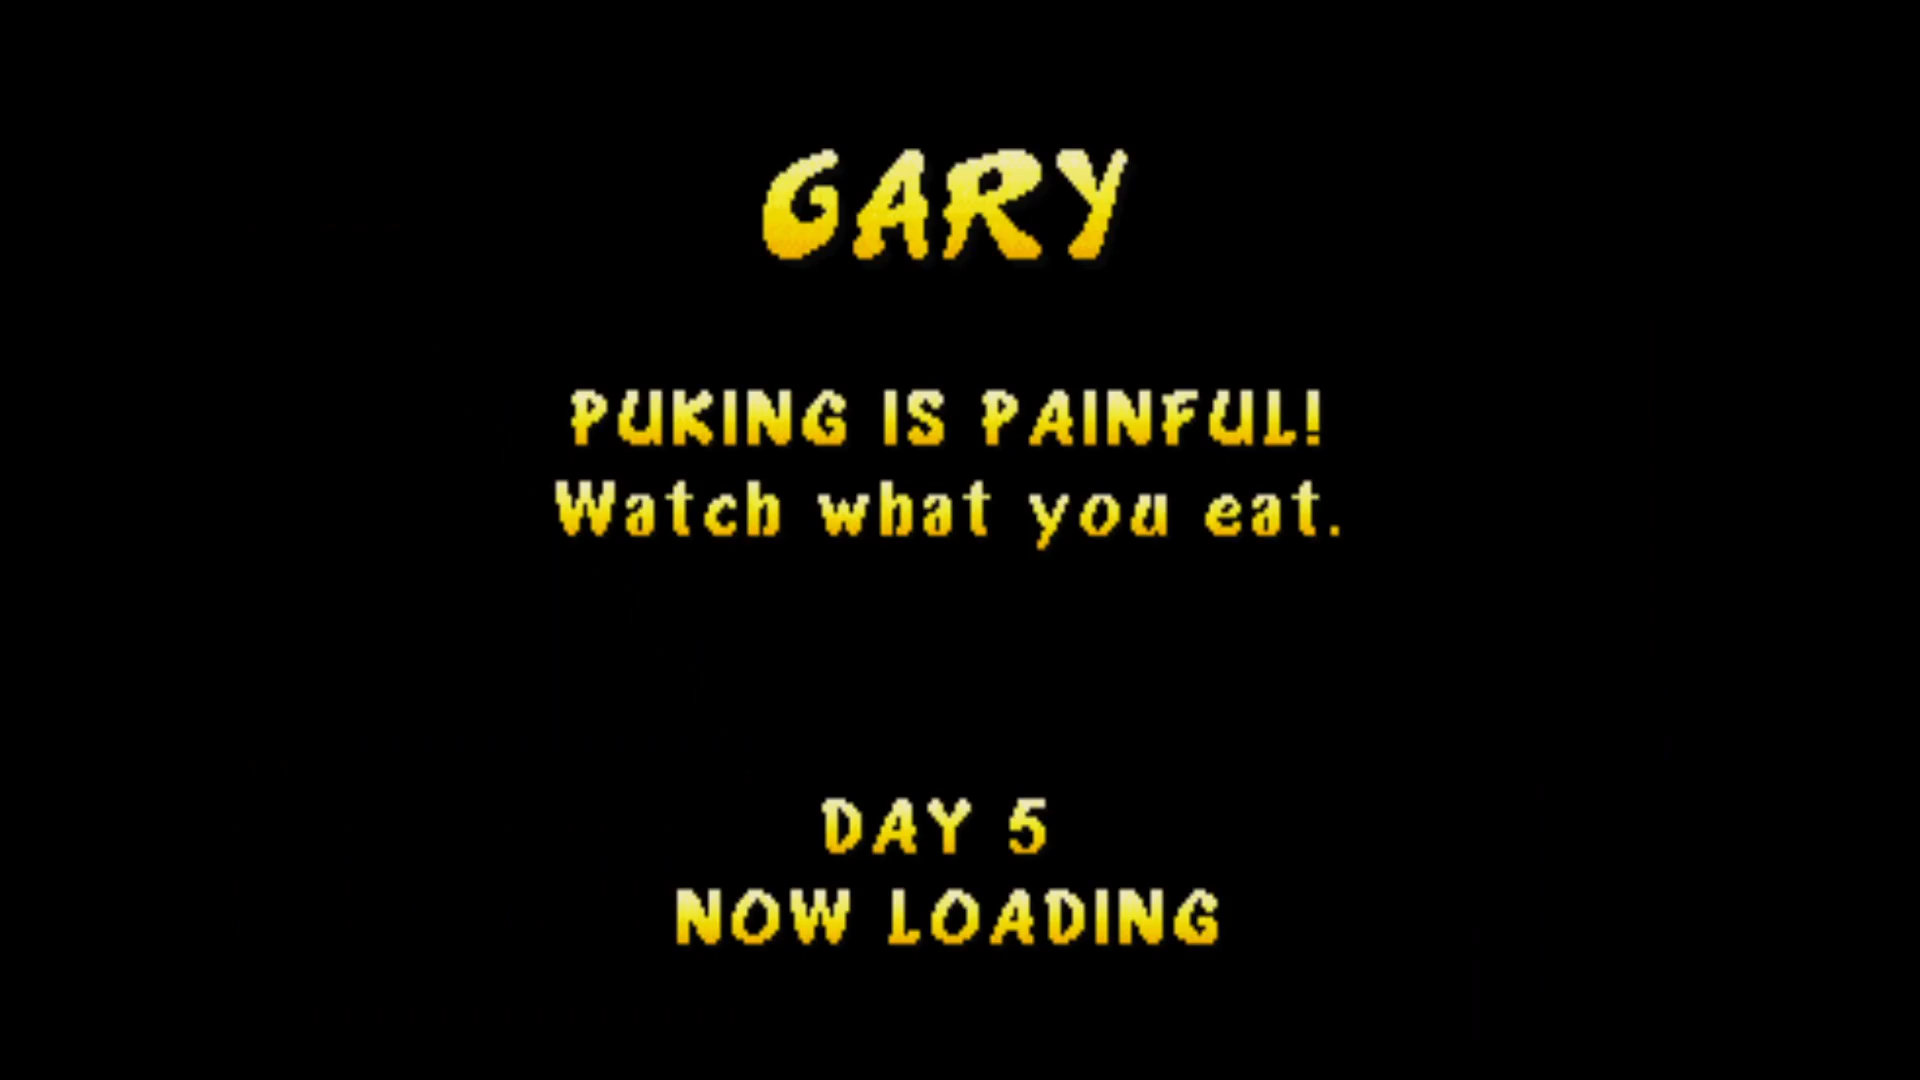 GARY
PUKING IS PAINFUL!
Watch what you eat.
DAY 5
NOW LOADING